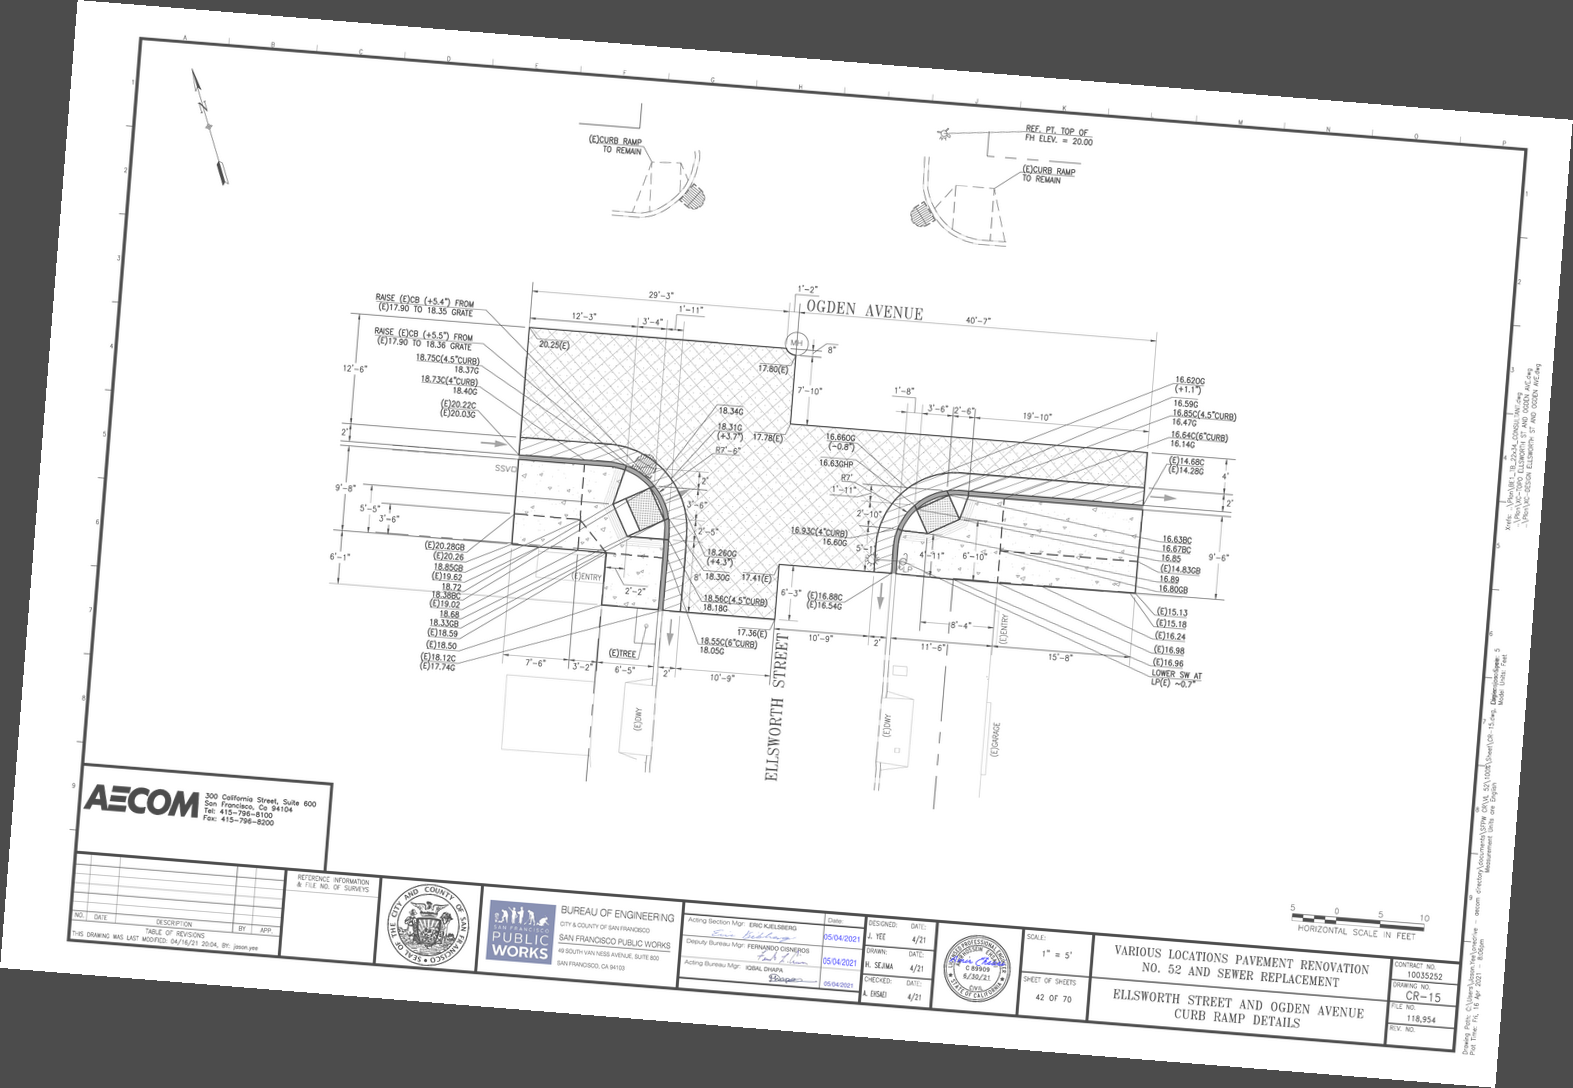 (E)CURB RAMP
TO REMAIN
REF. PT. TOP OF
FH ELEV. = 20.00
(E)CURB RAMP
TO REMAIN
N
RAISE (E)CB (+5.4") FROM
(E)17.90 TO 18.35 GRATE
RAISE (E)CB (+5.5") FROM
(E)17.90 TO 18.36 GRATE
18.75C(4.5"CURB)
18.37G
18.73C(4"CURB)
18.40G
(E)20.22C
(E)20.03G
29'-3"
1'-2"
1'-11"
12'-3"
3'-4"
OGDEN AVENUE
40'-7"
20.25(E)
MH
8"
17.80(E)
7'-10"
12'-6"
2'
9'-8"
5'-5"
3'-6"
6'-1"
SSVD
18.34G
18.31G
(+3.7")
17.78(E)
R7'-6"
2'
3'-6"
2'-5"
18.26OG
(+4.3")
18.30G
17.41(E)
8'
18.56C(4.5"CURB)
18.18G
17.36(E)
18.55C(6"CURB)
18.05G
1'-8"
3'-6"
2'-6"
19'-10"
16.66OG
(-0.8")
16.63GHP
R7'
1'-11"
2'-10"
16.93C(4"CURB)
16.60G
5'
4'-11"
6'-10"
LP
16.62OG
(+1.1")
16.59G
16.85C(4.5"CURB)
16.47G
16.64C(6"CURB)
16.14G
(E)14.68C
(E)14.28G
4'
2'
9'-6"
16.63BC
16.67BC
16.85
(E)14.83GB
16.89
16.80GB
(E)15.13
(E)15.18
(E)16.24
(E)16.98
(E)16.96
LOWER SW AT
LP(E) ~0.7"
(E)20.28GB
(E)20.26
18.85GB
(E)19.62
18.72
18.38BC
(E)19.02
18.68
18.33GB
(E)18.59
(E)18.50
(E)18.12C
(E)17.74G
(E)ENTRY
2'-2"
(E)TREE
7'-6"
3'-2"
6'-5"
2'
10'-9"
(E)DWY
6'-3"
(E)16.88C
(E)16.54G
10'-9"
2'
8'-4"
11'-6"
15'-8"
(E)ENTRY
ELLSWORTH STREET
(E)DWY
(E)GARAGE
5 0 5 10
HORIZONTAL SCALE IN FEET
AECOM
300 California Street, Suite 600
San Francisco, Ca 94104
Tel: 415-796-8100
Fax: 415-796-8200
NO. DATE DESCRIPTION BY APP.
TABLE OF REVISIONS
THIS DRAWING WAS LAST MODIFIED: 04/16/21 20:04, BY: jason.yee
REFERENCE INFORMATION
& FILE NO. OF SURVEYS
SEAL OF THE CITY AND COUNTY OF SAN FRANCISCO
SAN FRANCISCO
PUBLIC
WORKS
BUREAU OF ENGINEERING
CITY & COUNTY OF SAN FRANCISCO
SAN FRANCISCO PUBLIC WORKS
49 SOUTH VAN NESS AVENUE, SUITE 600
SAN FRANCISCO, CA 94103
Acting Section Mgr: ERIC KJELSBERG
Date:
05/04/2021
Deputy Bureau Mgr: FERNANDO CISNEROS
05/04/2021
Acting Bureau Mgr: IQBAL DHAPA
05/04/2021
DESIGNED: DATE:
J. YEE 4/21
DRAWN: DATE:
H. SEJIMA 4/21
CHECKED: DATE:
A. EHSAEI 4/21
C 89909
6/30/21
CIVIL
STATE OF CALIFORNIA
SCALE:
1" = 5'
SHEET OF SHEETS
42 OF 70
VARIOUS LOCATIONS PAVEMENT RENOVATION
NO. 52 AND SEWER REPLACEMENT
ELLSWORTH STREET AND OGDEN AVENUE
CURB RAMP DETAILS
CONTRACT NO.
10035252
DRAWING NO.
CR-15
FILE NO.
118,954
REV. NO.